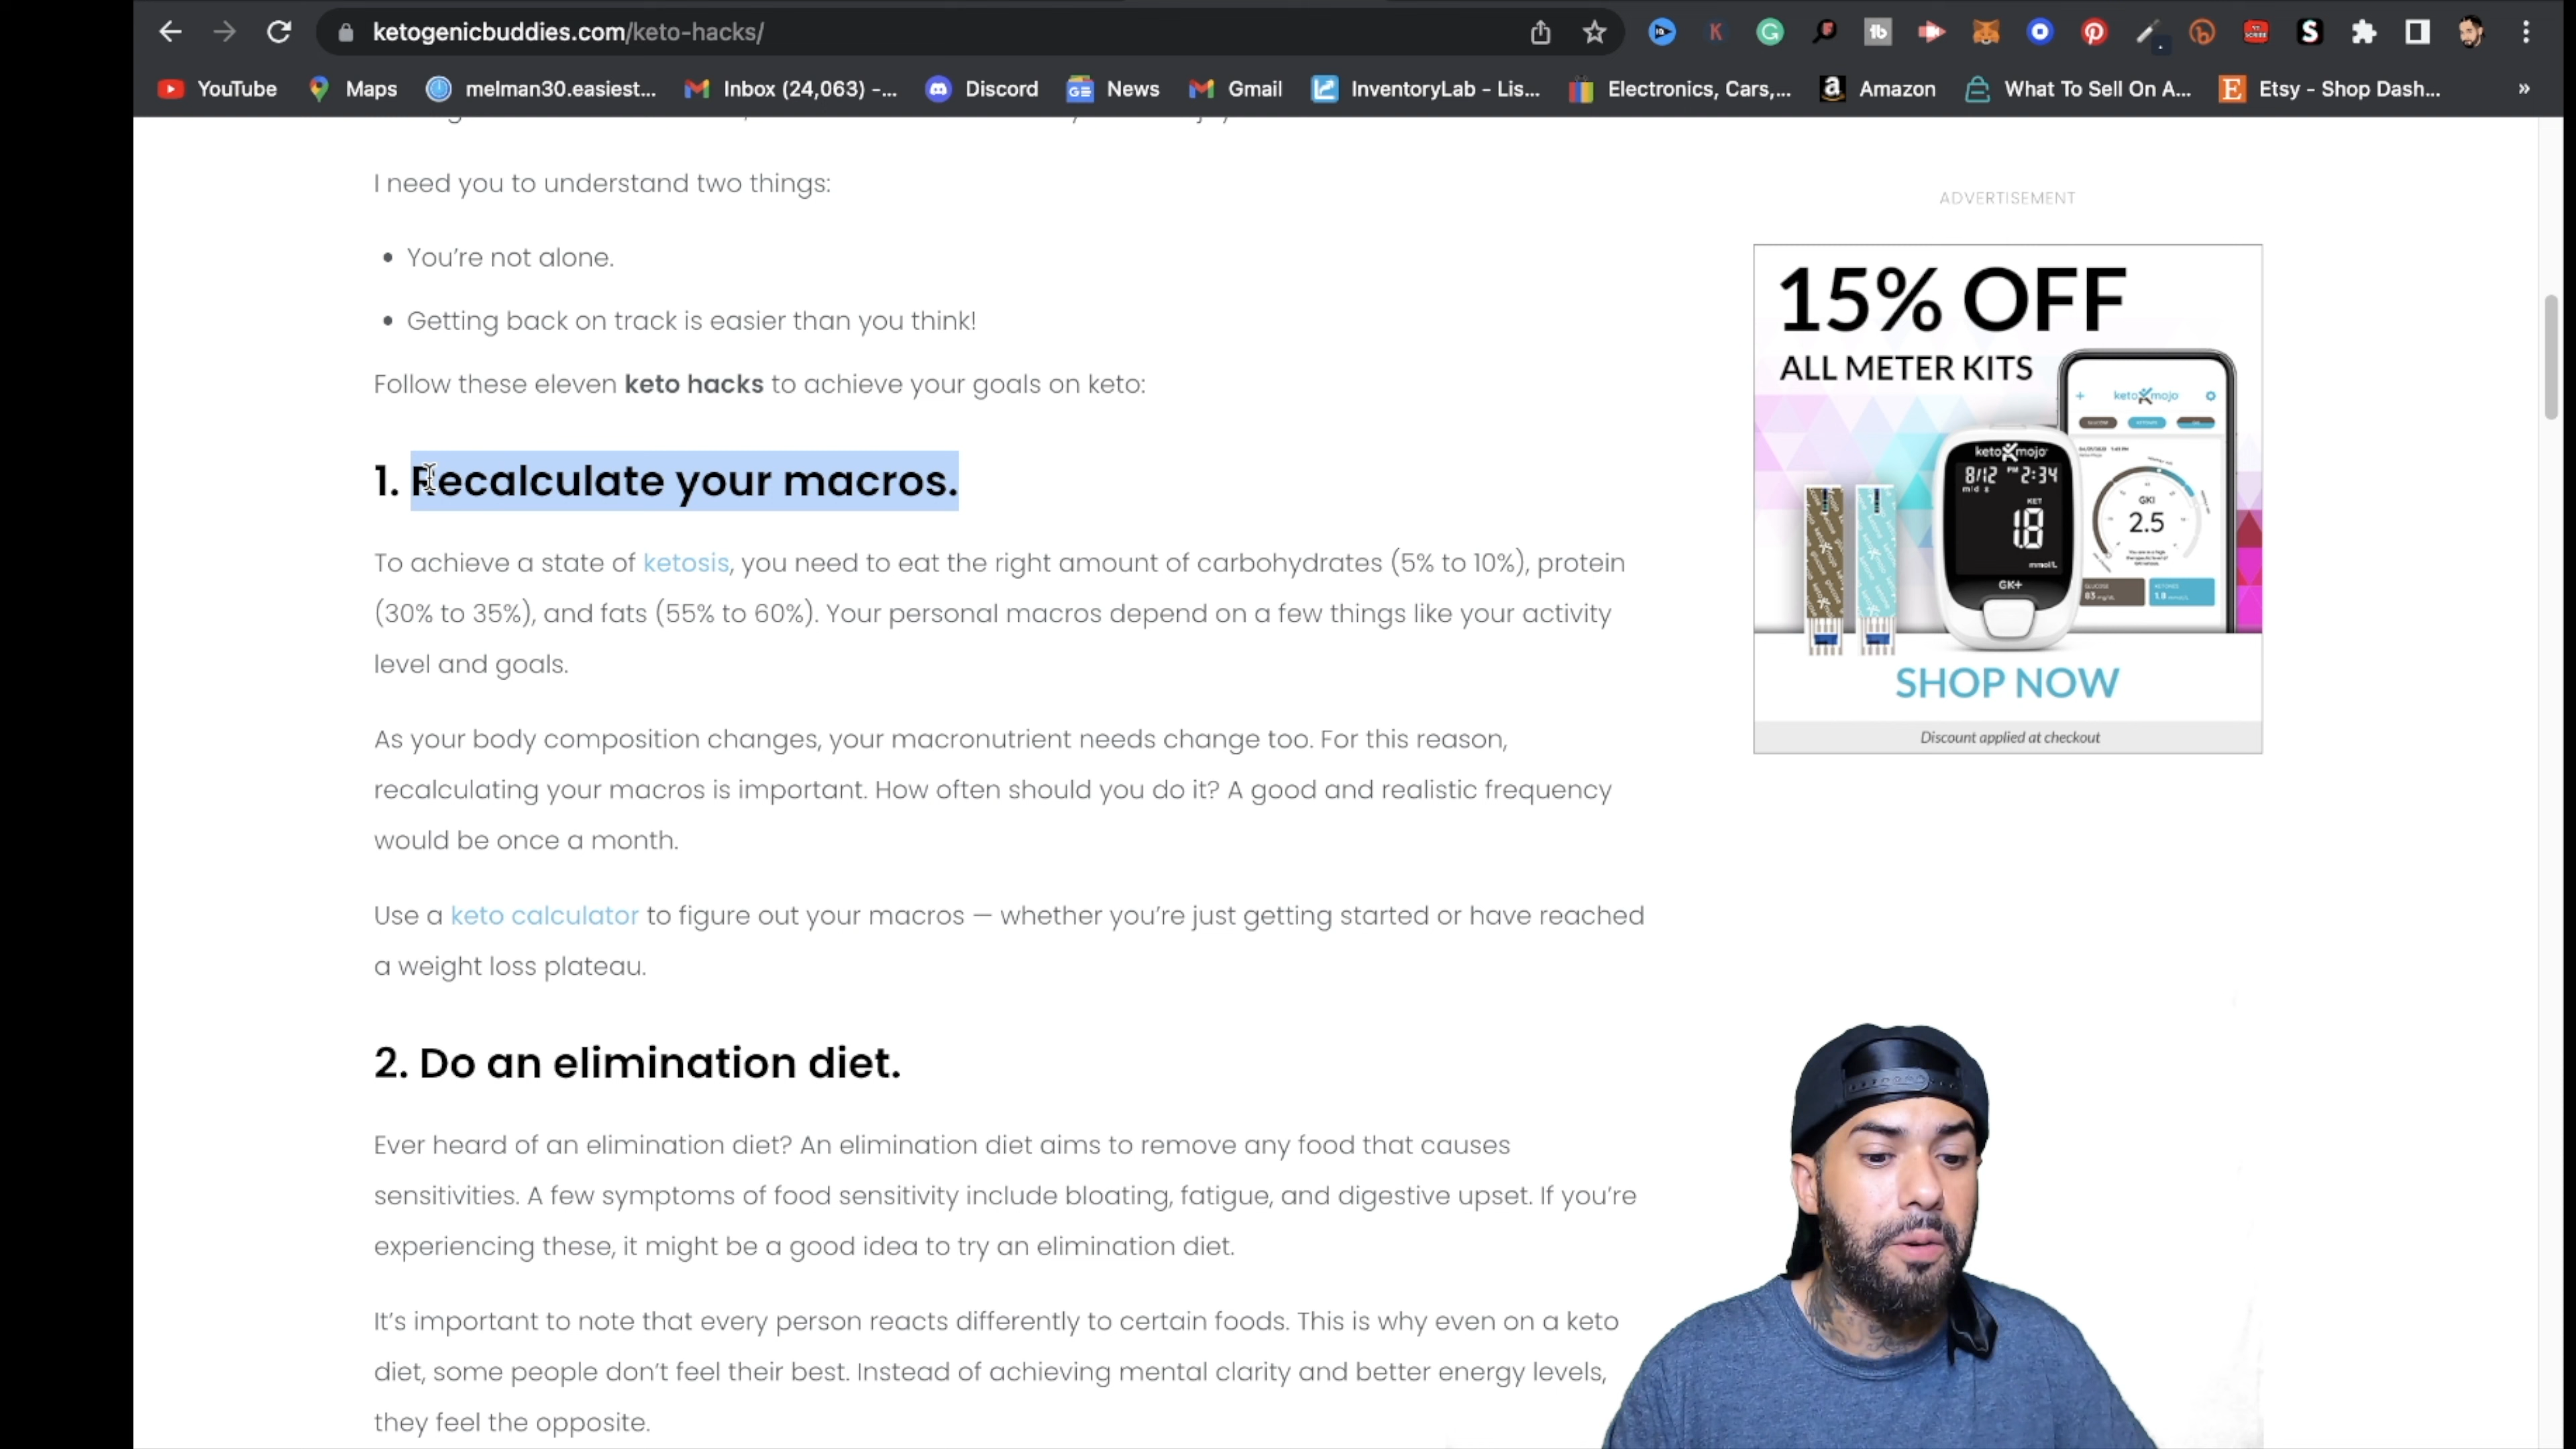 ketogenicbuddies.com/keto-hacks/
YouTube
Maps
melman30.easiest...
Inbox (24,063) -...
Discord
News
Gmail
InventoryLab - Lis...
Electronics, Cars,...
Amazon
What To Sell On A...
Etsy - Shop Dash...
»
I need you to understand two things:
• You're not alone.
• Getting back on track is easier than you think!
Follow these eleven keto hacks to achieve your goals on keto:
1. Recalculate your macros.
To achieve a state of ketosis, you need to eat the right amount of carbohydrates (5% to 10%), protein
(30% to 35%), and fats (55% to 60%). Your personal macros depend on a few things like your activity
level and goals.
As your body composition changes, your macronutrient needs change too. For this reason,
recalculating your macros is important. How often should you do it? A good and realistic frequency
would be once a month.
Use a keto calculator to figure out your macros — whether you're just getting started or have reached
a weight loss plateau.
2. Do an elimination diet.
Ever heard of an elimination diet? An elimination diet aims to remove any food that causes
sensitivities. A few symptoms of food sensitivity include bloating, fatigue, and digestive upset. If you're
experiencing these, it might be a good idea to try an elimination diet.
It's important to note that every person reacts differently to certain foods. This is why even on a keto
diet, some people don't feel their best. Instead of achieving mental clarity and better energy levels,
they feel the opposite.
ADVERTISEMENT
15% OFF
ALL METER KITS
keto mojo
GKI
2.5
keto mojo
8/12 PM 2:34
KET
1.8
mmol/L
GK+
SHOP NOW
Discount applied at checkout